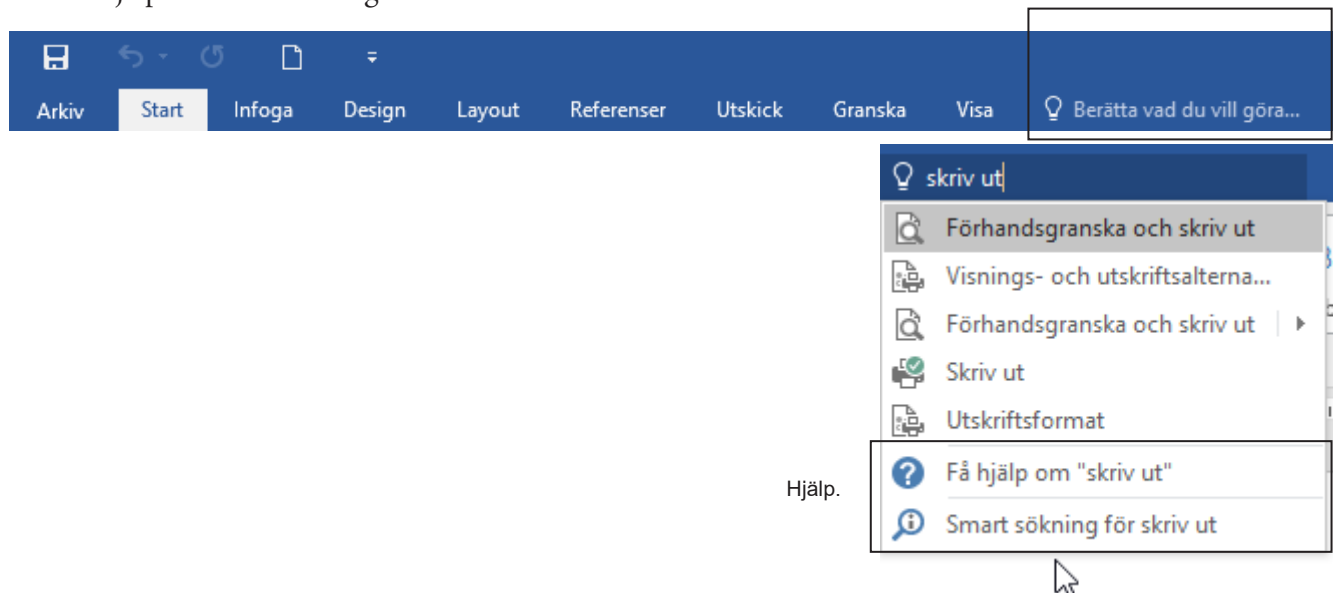 Arkiv Start Infoga Design Layout Referenser Utskick Granska Visa Berätta vad du vill göra...
skriv ut
Förhandsgranska och skriv ut
Visnings- och utskriftsalterna...
Förhandsgranska och skriv ut
Skriv ut
Utskriftsformat
Hjälp.
Få hjälp om "skriv ut"
Smart sökning för skriv ut